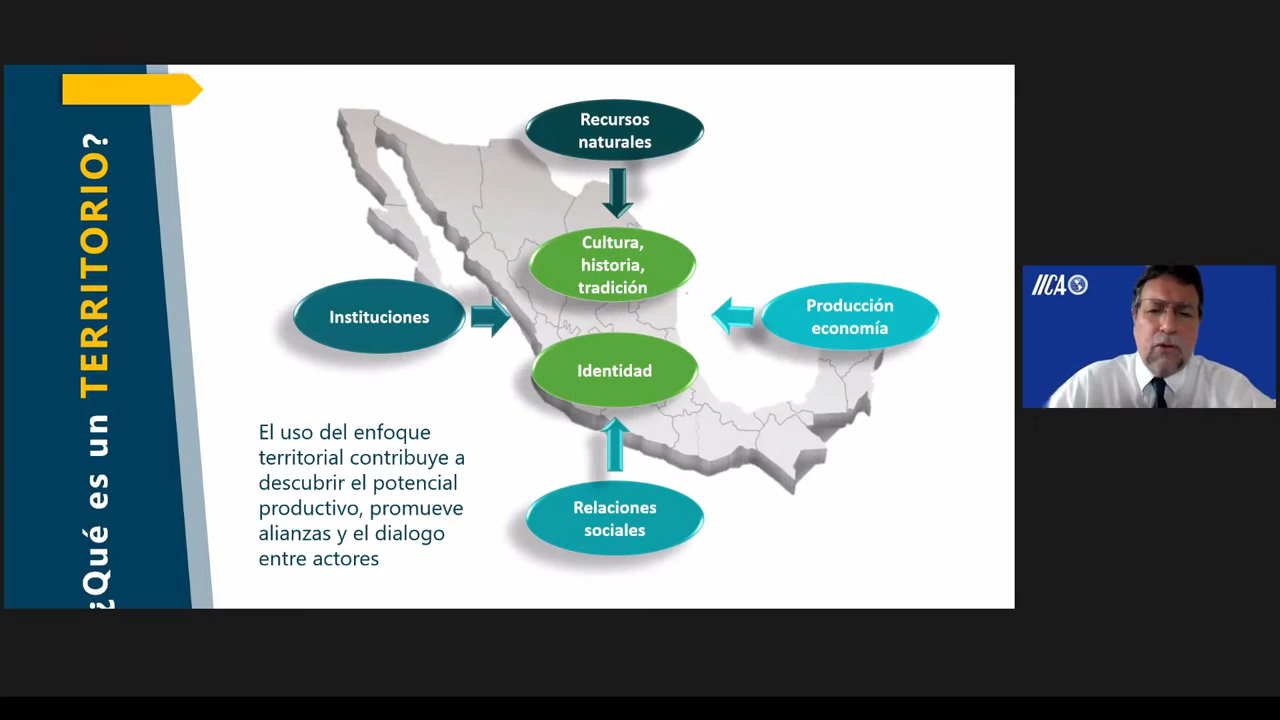 ¿Qué es un TERRITORIO?
Recursos
naturales
Cultura,
historia,
tradición
Instituciones
Producción
economía
Identidad
El uso del enfoque
territorial contribuye a
descubrir el potencial
productivo, promueve
alianzas y el dialogo
entre actores
Relaciones
sociales
IICA